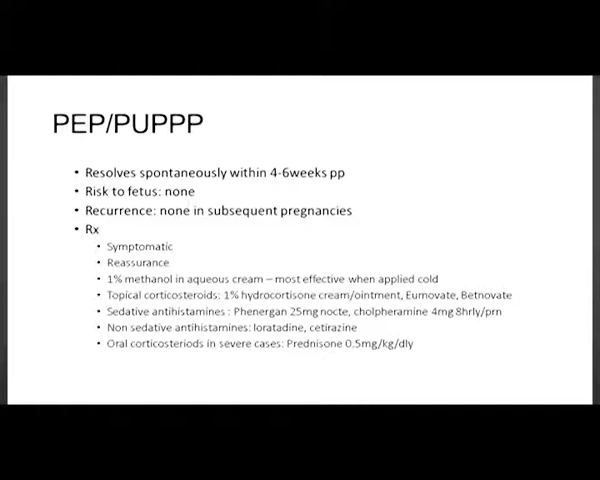 PEP/PUPPP
• Resolves spontaneously within 4-6weeks pp
• Risk to fetus: none
• Recurrence: none in subsequent pregnancies
• Rx
• Symptomatic
• Reassurance
• 1% methanol in aqueous cream – most effective when applied cold
• Topical corticosteroids: 1% hydrocortisone cream/ointment, Eumovate, Betnovate
• Sedative antihistamines : Phenergan 25mg nocte, cholpheramine 4mg 8hrly/prn
• Non sedative antihistamines: loratadine, cetirazine
• Oral corticosteriods in severe cases: Prednisone 0.5mg/kg/dly